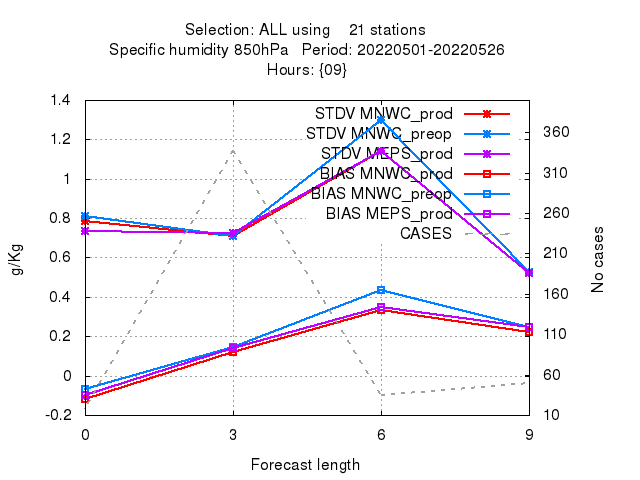 Selection: ALL using    21 stations
Specific humidity 850hPa   Period: 20220501-20220526
Hours: {09}
1.4
1.2
1
0.8
0.6
0.4
0.2
0
-0.2
g/Kg
STDV MNWC_prod
STDV MNWC_preop
STDV MEPS_prod
BIAS MNWC_prod
BIAS MNWC_preop
BIAS MEPS_prod
CASES
360
310
260
210
160
110
60
10
No cases
0 3 6 9
Forecast length